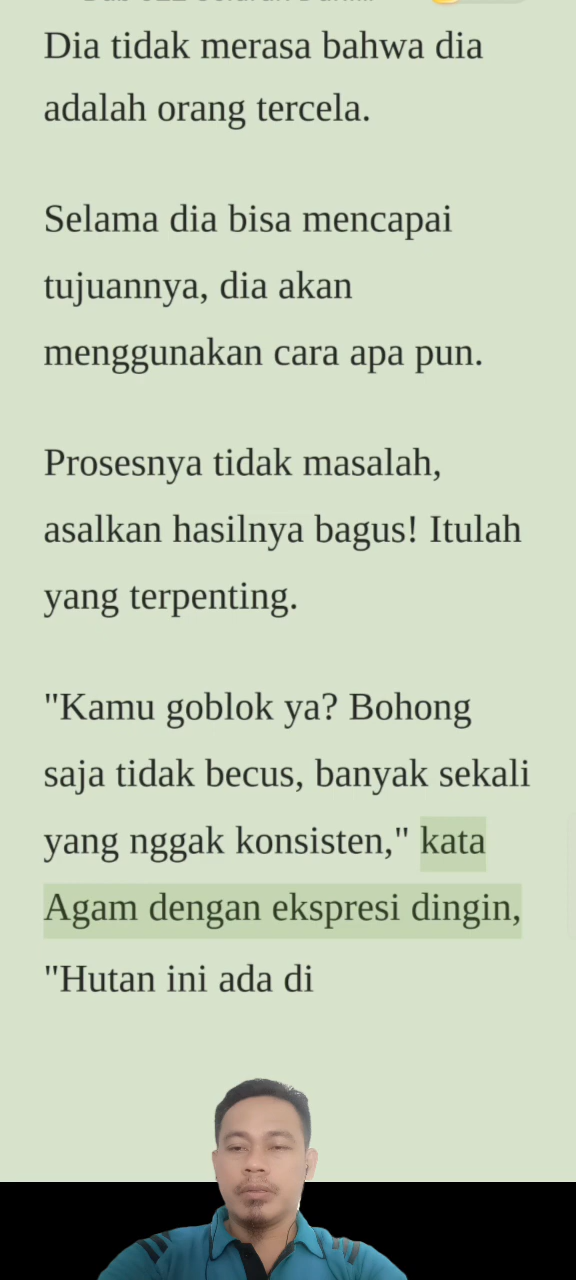 Dia tidak merasa bahwa dia
adalah orang tercela.
Selama dia bisa mencapai
tujuannya, dia akan
menggunakan cara apa pun.
Prosesnya tidak masalah,
asalkan hasilnya bagus! Itulah
yang terpenting.
"Kamu goblok ya? Bohong
saja tidak becus, banyak sekali
yang nggak konsisten," kata
Agam dengan ekspresi dingin,
"Hutan ini ada di